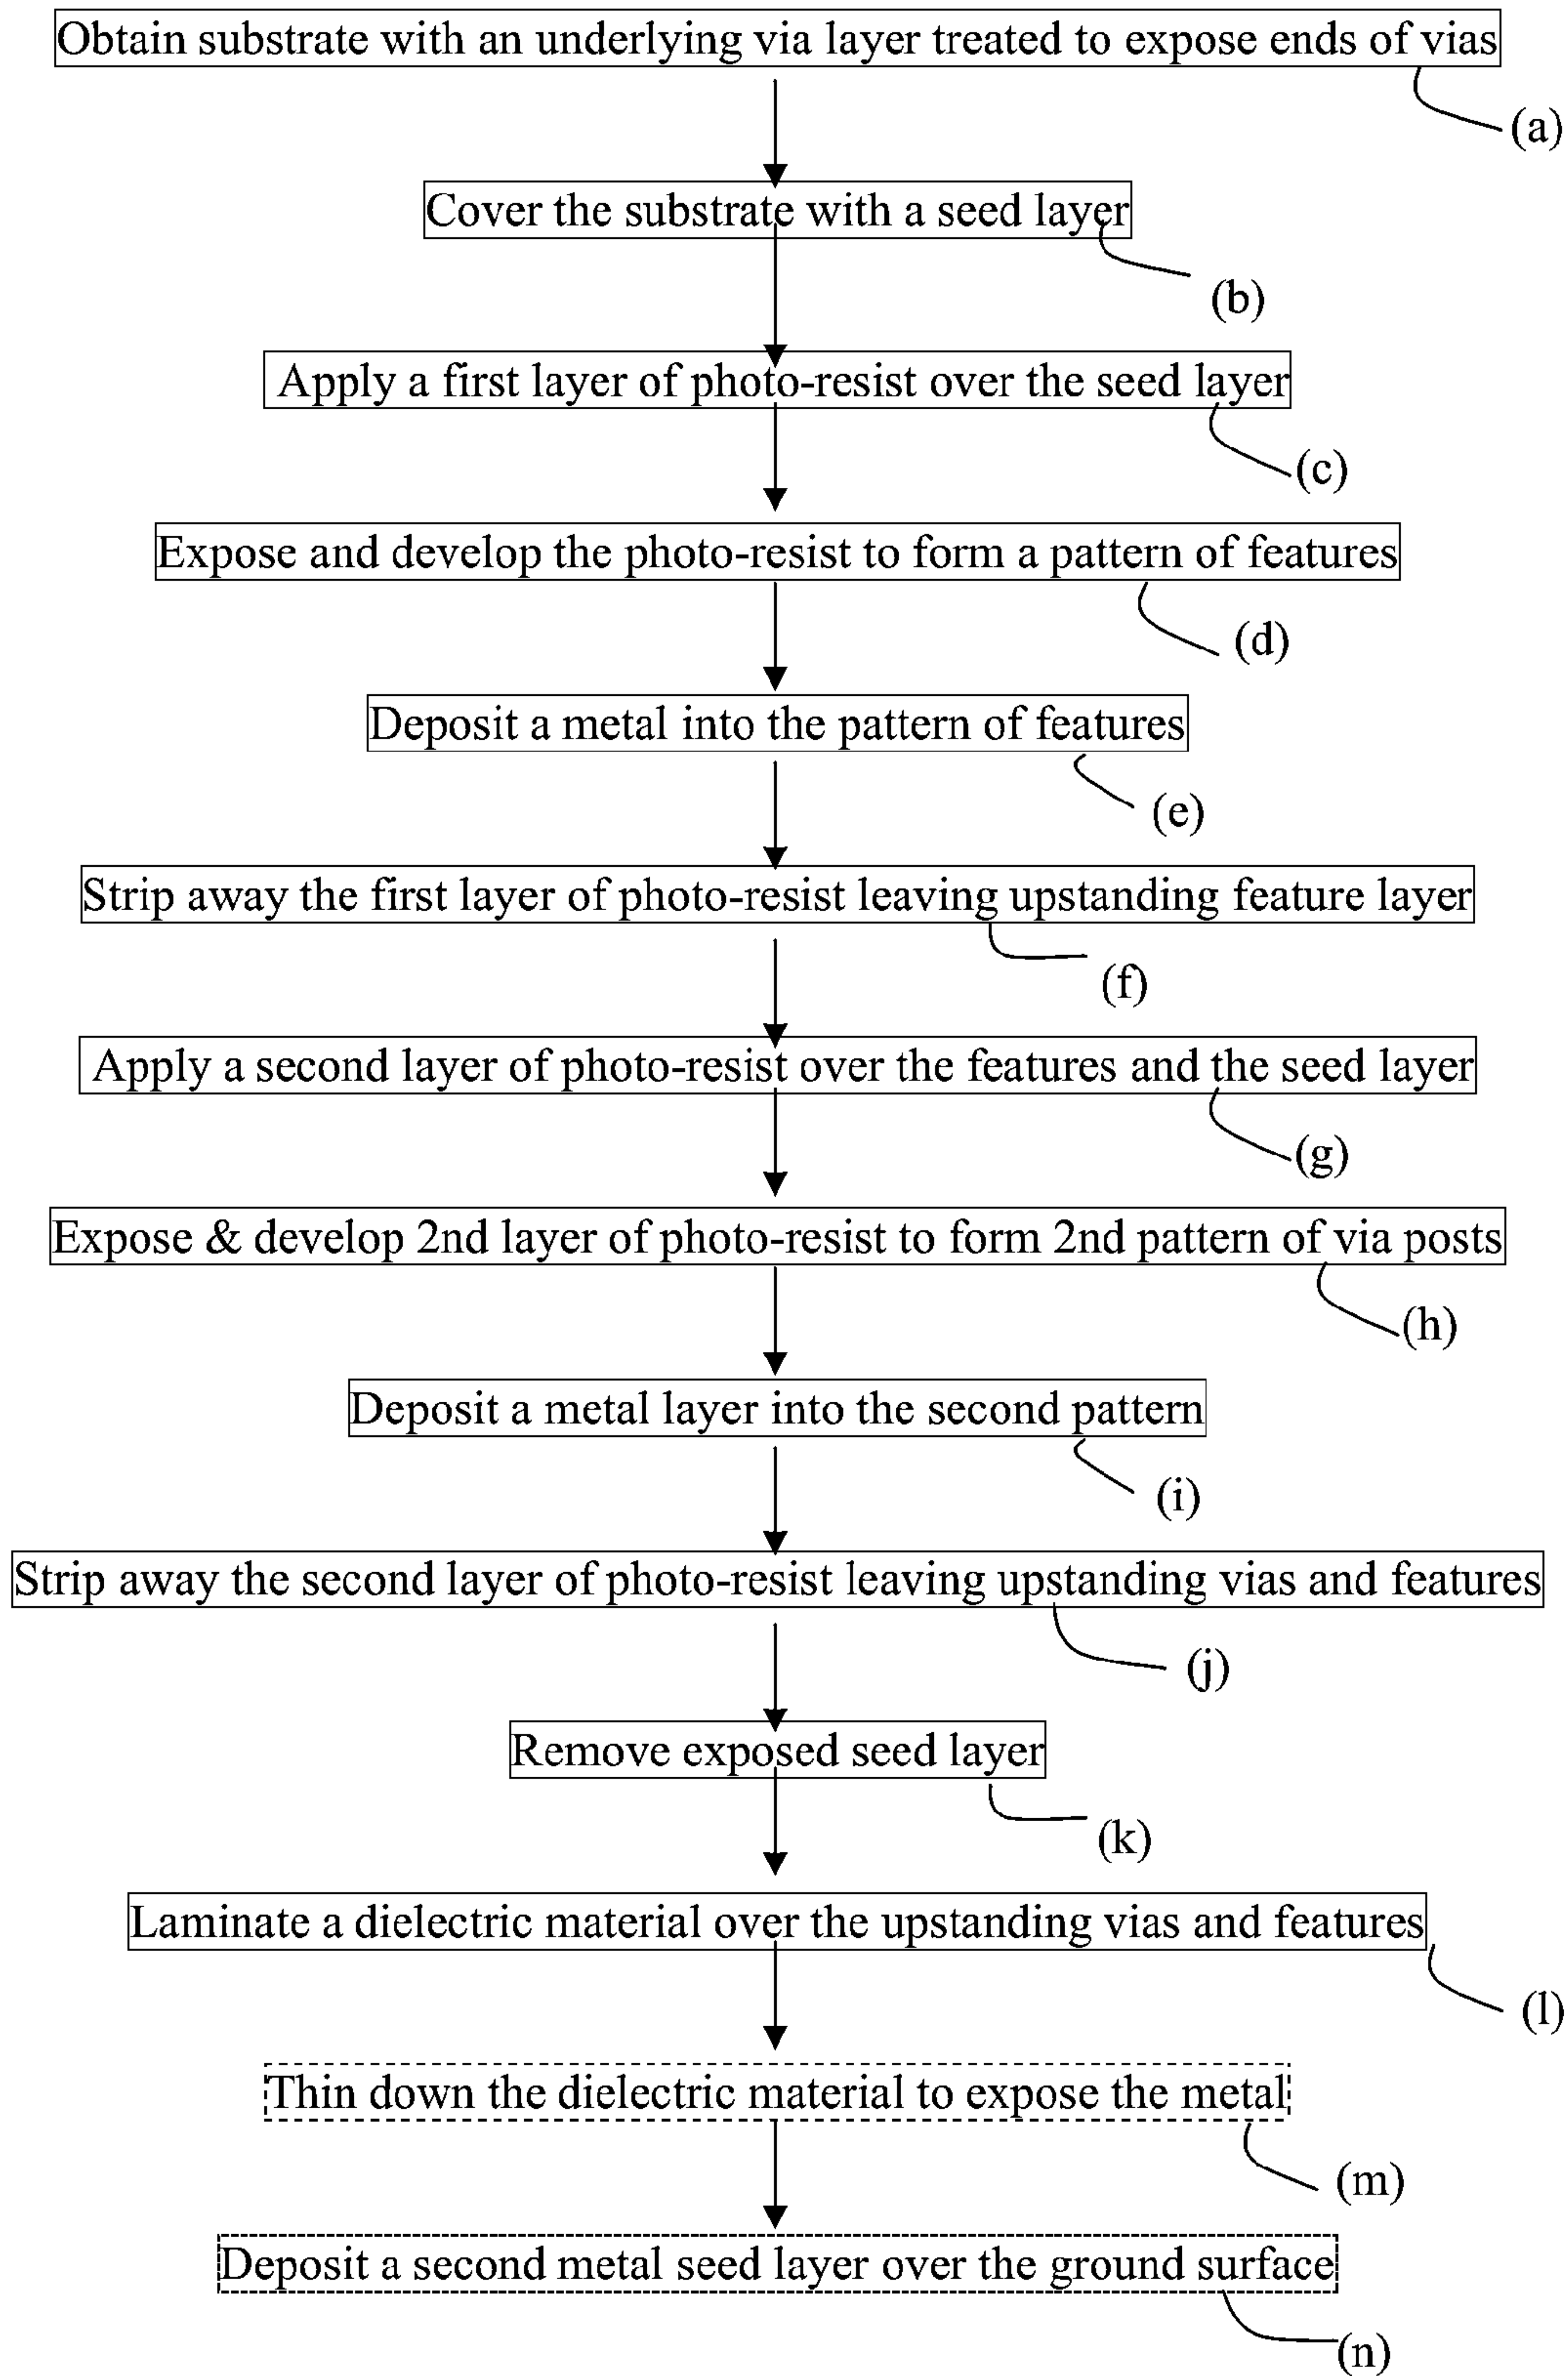 Obtain substrate with an underlying via layer treated to expose ends of vias
(a)
Cover the substrate with a seed layer
(b)
Apply a first layer of photo-resist over the seed layer
(c)
Expose and develop the photo-resist to form a pattern of features
(d)
Deposit a metal into the pattern of features
(e)
Strip away the first layer of photo-resist leaving upstanding feature layer
(f)
Apply a second layer of photo-resist over the features and the seed layer
(g)
Expose & develop 2nd layer of photo-resist to form 2nd pattern of via posts
(h)
Deposit a metal layer into the second pattern
(i)
Strip away the second layer of photo-resist leaving upstanding vias and features
(j)
Remove exposed seed layer
(k)
Laminate a dielectric material over the upstanding vias and features
(l)
Thin down the dielectric material to expose the metal
(m)
Deposit a second metal seed layer over the ground surface
(n)